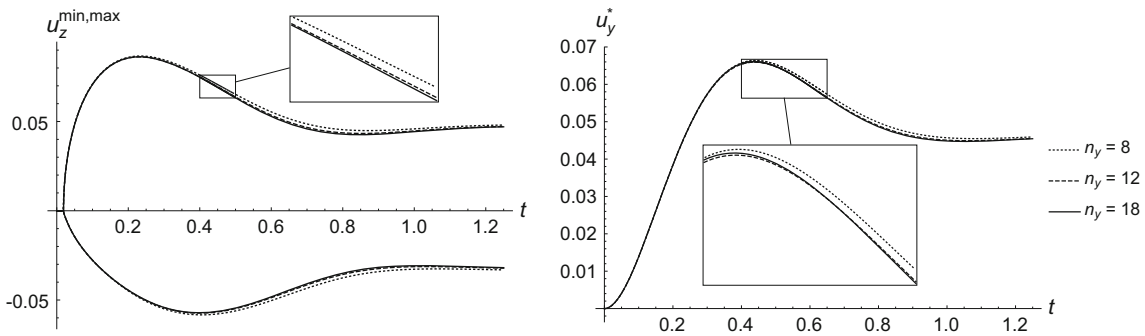 u_z^min,max
0.05
-0.05
0.2 0.4 0.6 0.8 1.0 1.2 t
u_y^*
0.07
0.06
0.05
0.04
0.03
0.02
0.01
0.2 0.4 0.6 0.8 1.0 1.2 t
n_y = 8
n_y = 12
n_y = 18